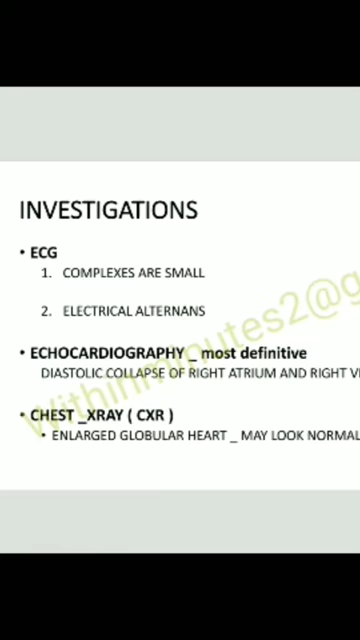 INVESTIGATIONS
• ECG
1. COMPLEXES ARE SMALL
2. ELECTRICAL ALTERNANS
• ECHOCARDIOGRAPHY _ most definitive
DIASTOLIC COLLAPSE OF RIGHT ATRIUM AND RIGHT
• CHEST _XRAY ( CXR )
• ENLARGED GLOBULAR HEART _ MAY LOOK NORMAL
Withinminutes2@g